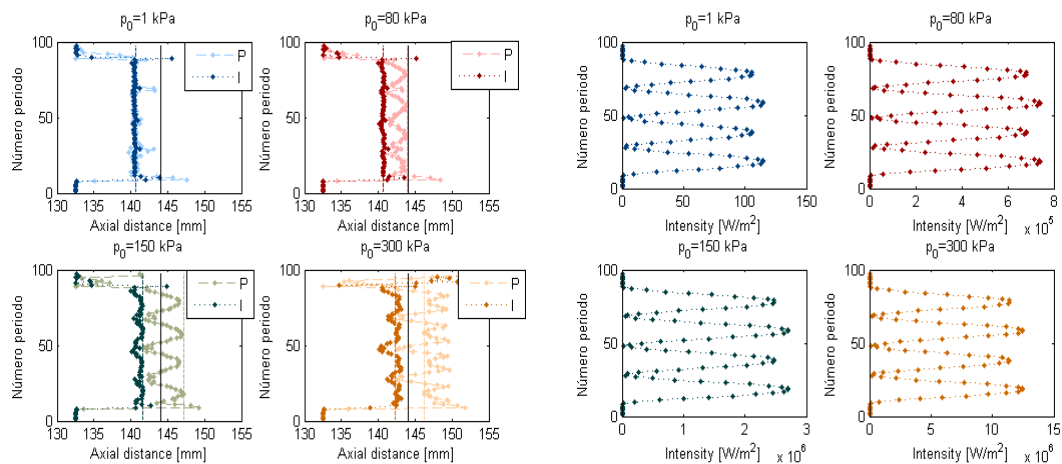 p0=1 kPa
Número periodo
100
50
0
130 135 140 145 150 155
Axial distance [mm]
P
I
p0=80 kPa
Número periodo
100
50
0
130 135 140 145 150 155
Axial distance [mm]
P
I
p0=1 kPa
Número periodo
100
50
0
0 50 100 150
Intensity [W/m²]
p0=80 kPa
Número periodo
100
50
0
0 2 4 6 8
Intensity [W/m²]
x 10⁵
p0=150 kPa
Número periodo
100
50
0
130 135 140 145 150 155
Axial distance [mm]
P
I
p0=300 kPa
Número periodo
100
50
0
130 135 140 145 150 155
Axial distance [mm]
P
I
p0=150 kPa
Número periodo
100
50
0
0 1 2 3
Intensity [W/m²]
x 10⁶
p0=300 kPa
Número periodo
100
50
0
0 5 10 15
Intensity [W/m²]
x 10⁶